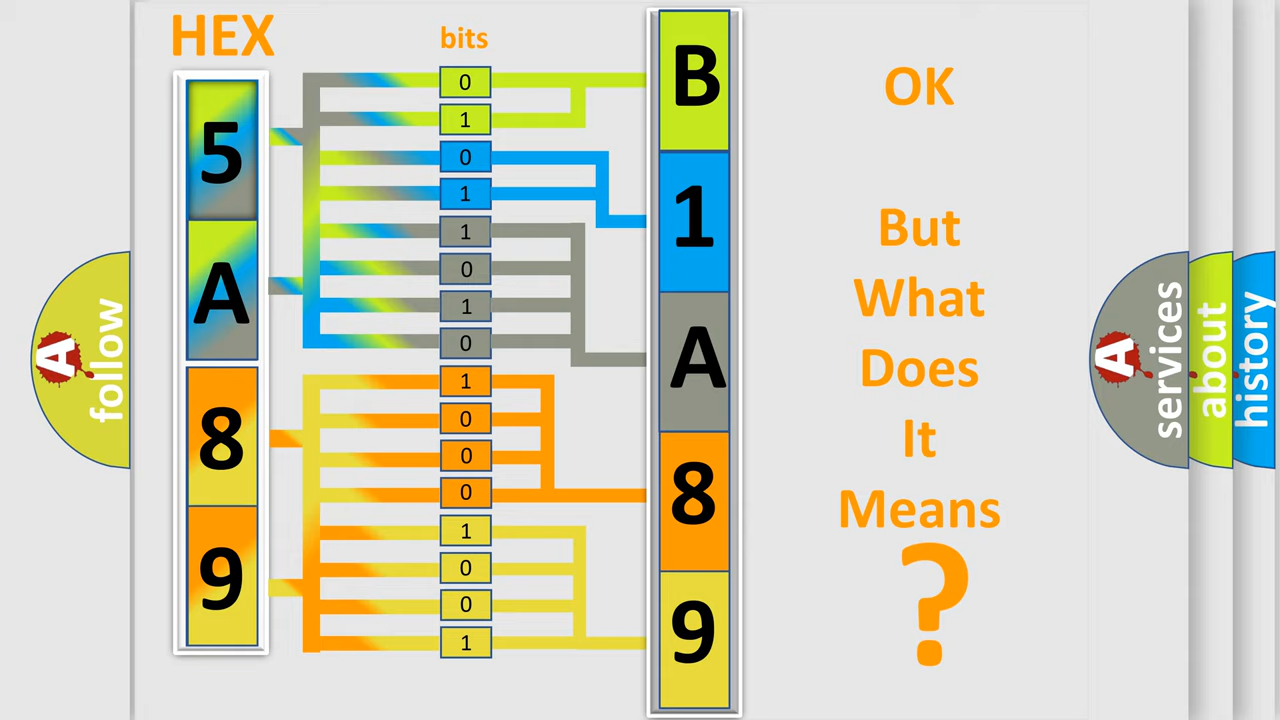 HEX
bits
5
A
8
9
0
1
0
1
1
0
1
0
1
0
0
0
1
0
0
1
B
1
A
8
9
OK
But
What
Does
It
Means
?
A
follow
A
services
about
history